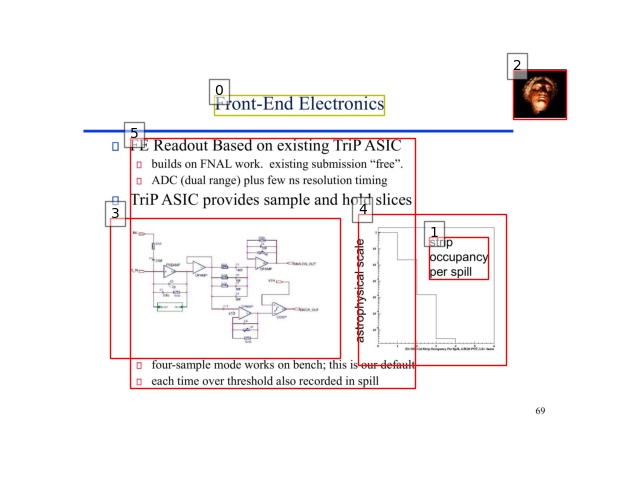 0
Front-End Electronics
2
5
FE Readout Based on existing TriP ASIC
builds on FNAL work. existing submission “free”.
ADC (dual range) plus few ns resolution timing
TriP ASIC provides sample and hold slices
3
4
1
strip
occupancy
per spill
astrophysical scale
four-sample mode works on bench; this is our default
each time over threshold also recorded in spill
69